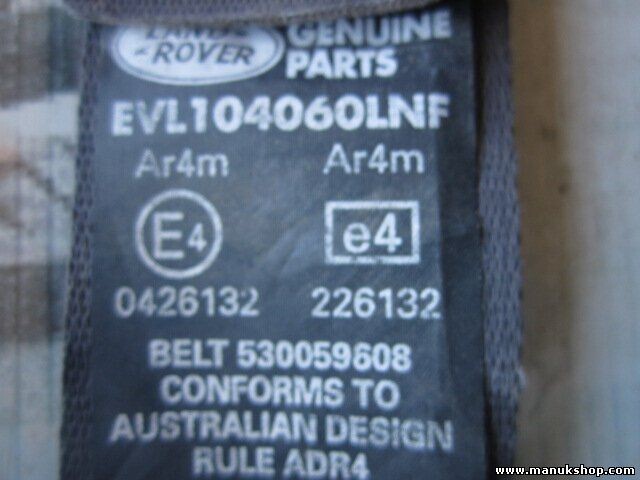 LAND
ROVER
GENUINE
PARTS
EVL104060LNF
Ar4m Ar4m
E4 e4
0426132 226132
BELT 530059608
CONFORMS TO
AUSTRALIAN DESIGN
RULE ADR4
www.manukshop.com